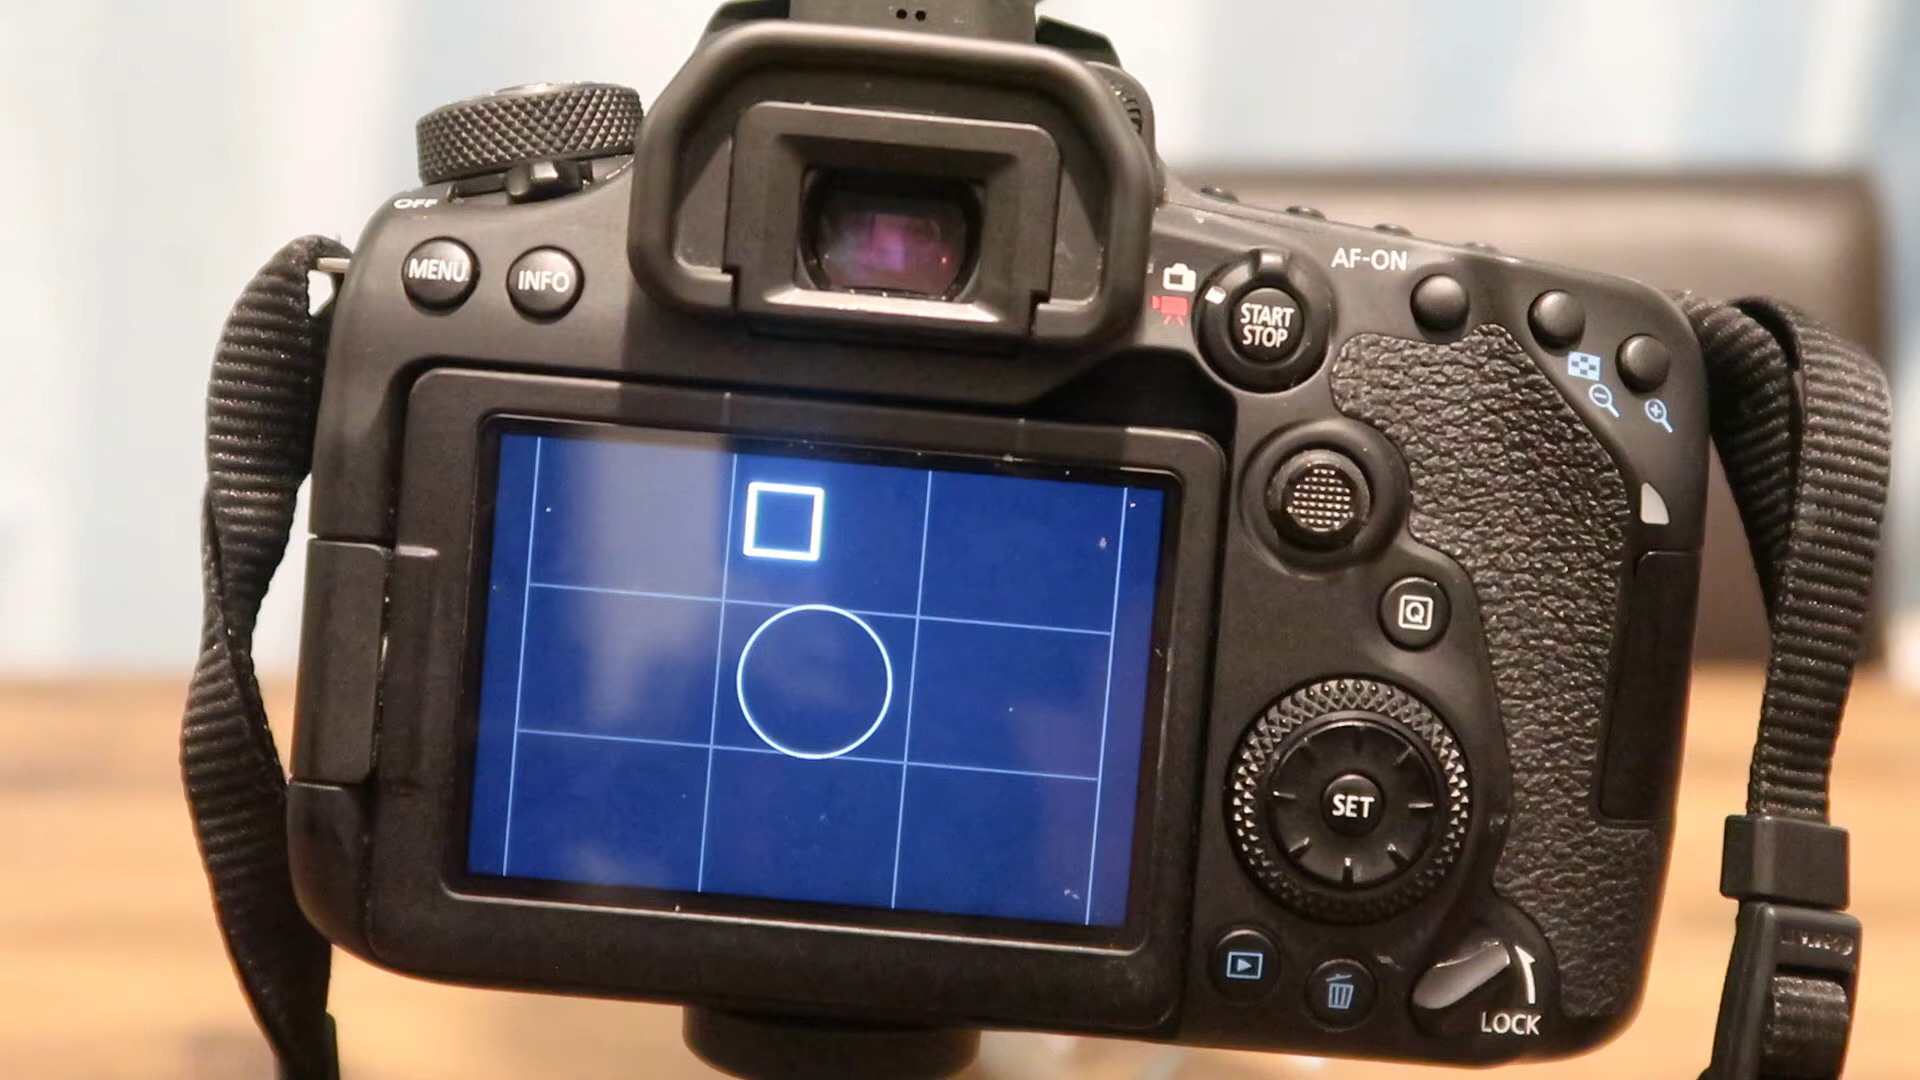 OFF
MENU
INFO
AF-ON
START
STOP
Q
SET
LOCK